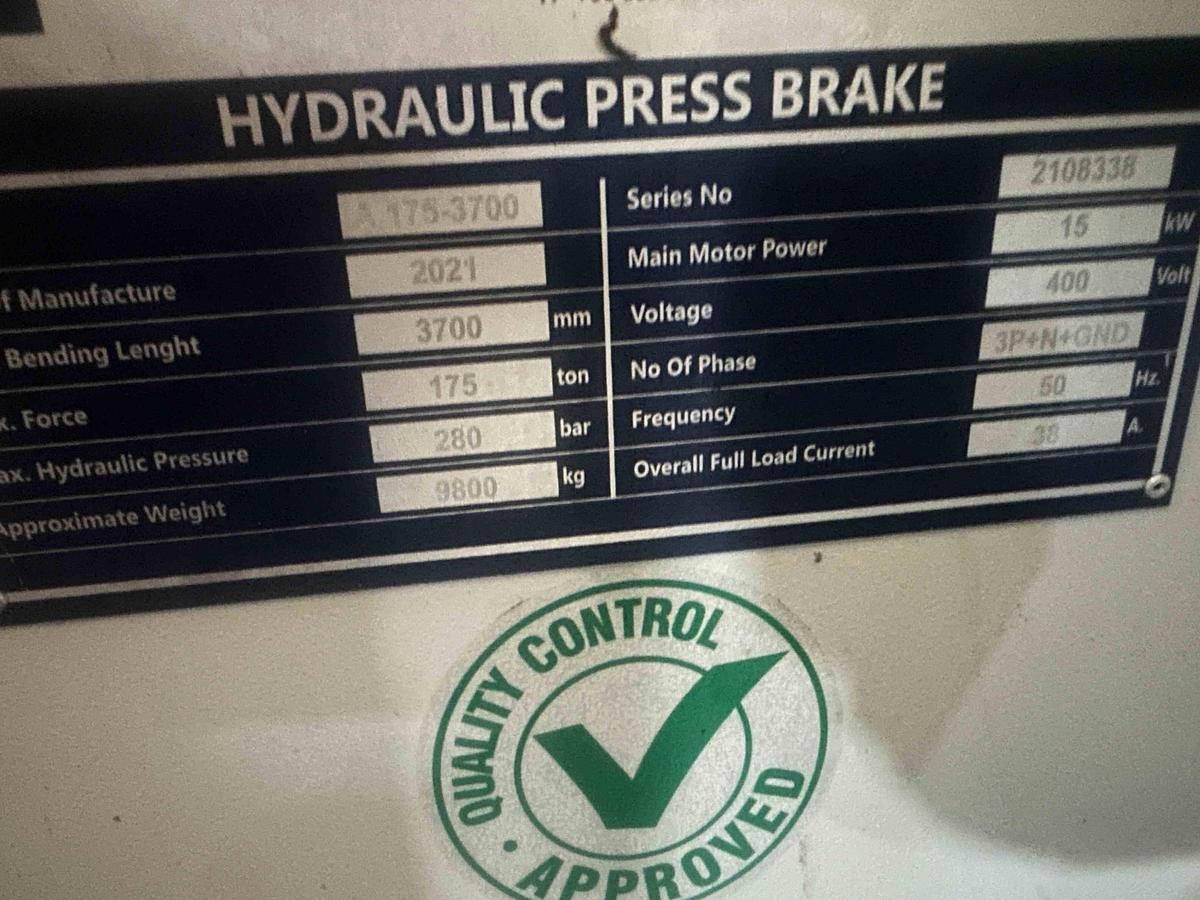 HYDRAULIC PRESS BRAKE
A 175-3700
f Manufacture 2021
Bending Lenght 3700 mm
x. Force 175 ton
ax. Hydraulic Pressure 280 bar
Approximate Weight 9800 kg
Series No 2108338
Main Motor Power 15 kW
Voltage 400 Volt
No Of Phase 3P+N+GND
Frequency 50 Hz.
Overall Full Load Current 38 A.
QUALITY CONTROL
· APPROVED